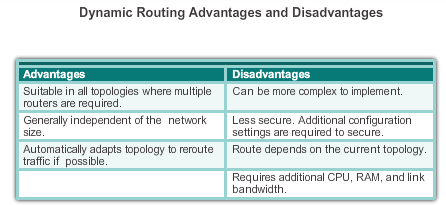 Dynamic Routing Advantages and Disadvantages
Advantages
Disadvantages
Suitable in all topologies where multiple
routers are required.
Can be more complex to implement.
Generally independent of the network
size.
Less secure. Additional configuration
settings are required to secure.
Automatically adapts topology to reroute
traffic if possible.
Route depends on the current topology.
Requires additional CPU, RAM, and link
bandwidth.